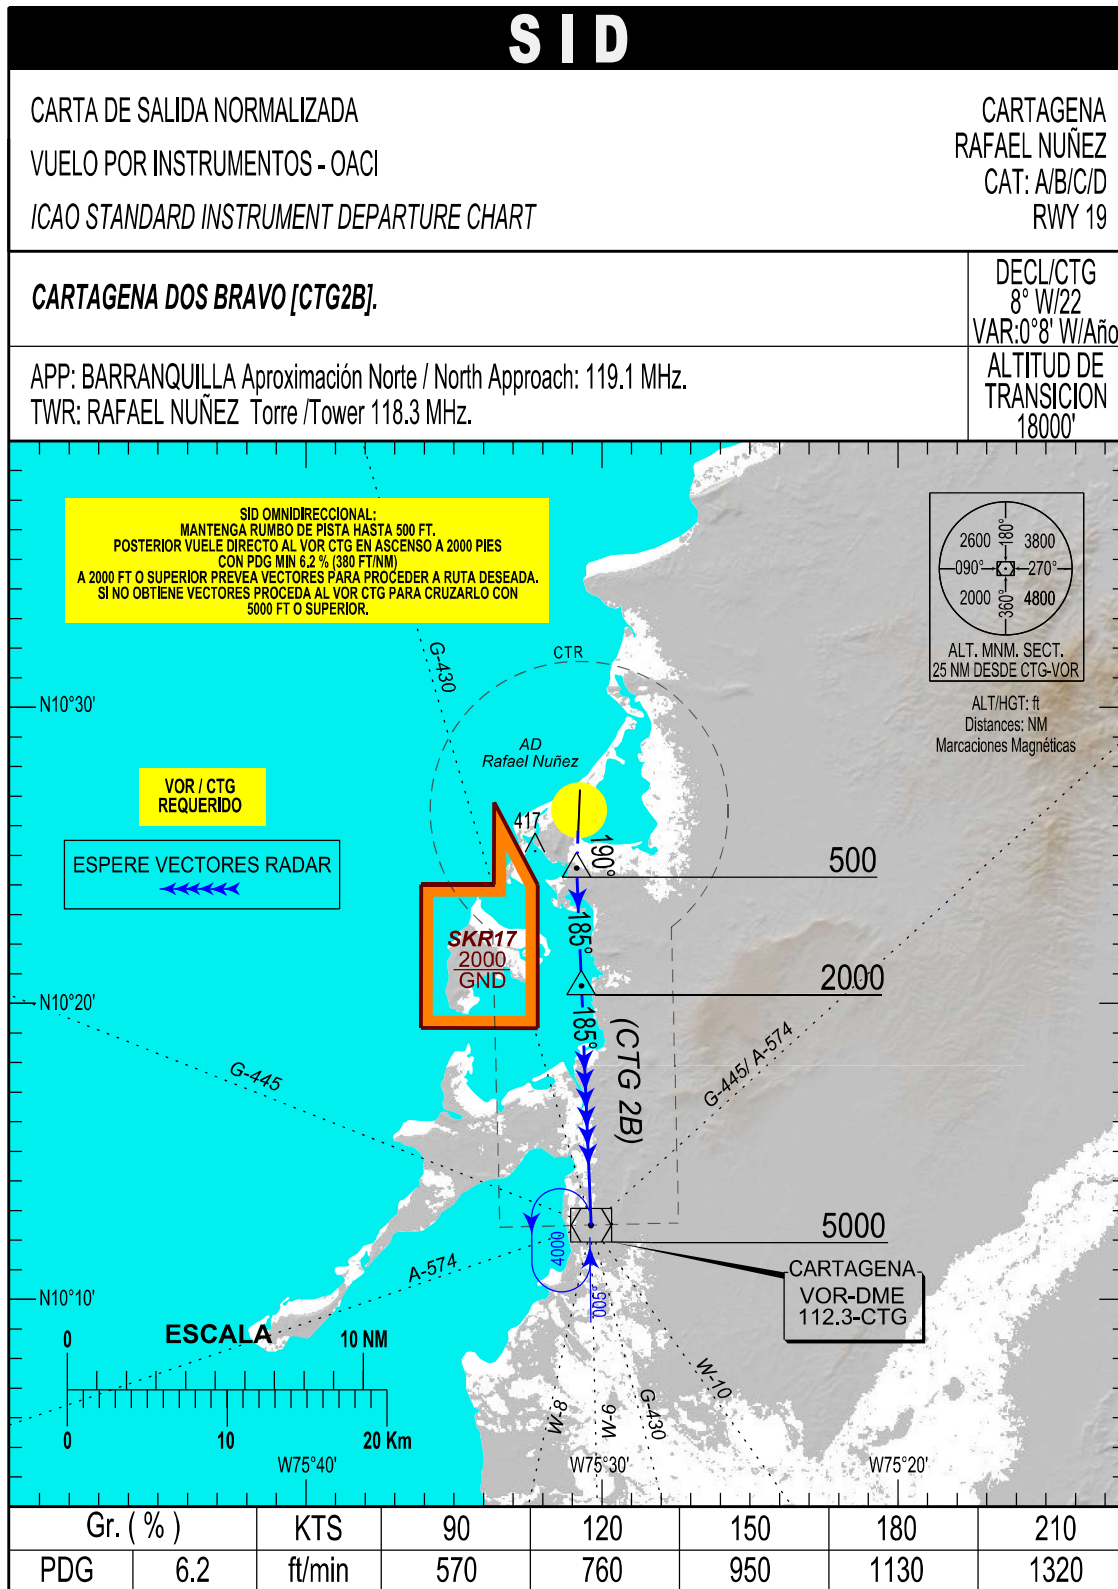 SID
CARTA DE SALIDA NORMALIZADA
VUELO POR INSTRUMENTOS - OACI
ICAO STANDARD INSTRUMENT DEPARTURE CHART
CARTAGENA
RAFAEL NUÑEZ
CAT: A/B/C/D
RWY 19
CARTAGENA DOS BRAVO [CTG2B].
DECL/CTG
8° W/22
VAR:0°8' W/Año
APP: BARRANQUILLA Aproximación Norte / North Approach: 119.1 MHz.
TWR: RAFAEL NUÑEZ Torre /Tower 118.3 MHz.
ALTITUD DE
TRANSICION
18000'
SID OMNIDIRECCIONAL:
MANTENGA RUMBO DE PISTA HASTA 500 FT.
POSTERIOR VUELE DIRECTO AL VOR CTG EN ASCENSO A 2000 PIES
CON PDG MIN 6.2 % (380 FT/NM)
A 2000 FT O SUPERIOR PREVEA VECTORES PARA PROCEDER A RUTA DESEADA.
SI NO OBTIENE VECTORES PROCEDA AL VOR CTG PARA CRUZARLO CON
5000 FT O SUPERIOR.
2600
180°
3800
090°
270°
2000
360°
4800
ALT. MNM. SECT.
25 NM DESDE CTG-VOR
ALT/HGT: ft
Distances: NM
Marcaciones Magnéticas
G-430
CTR
N10°30'
AD
Rafael Nuñez
VOR / CTG
REQUERIDO
417
190°
500
ESPERE VECTORES RADAR
SKR17
2000
GND
185°
2000
N10°20'
185°
(CTG 2B)
G-445
G-445/ A-574
4000
5000
A-574
005°
CARTAGENA
VOR-DME
112.3-CTG
N10°10'
ESCALA
0
10 NM
0
10
20 Km
W-8
W-9
G-430
W-10
W75°40'
W75°30'
W75°20'
Gr. ( % )
KTS
90
120
150
180
210
PDG
6.2
ft/min
570
760
950
1130
1320